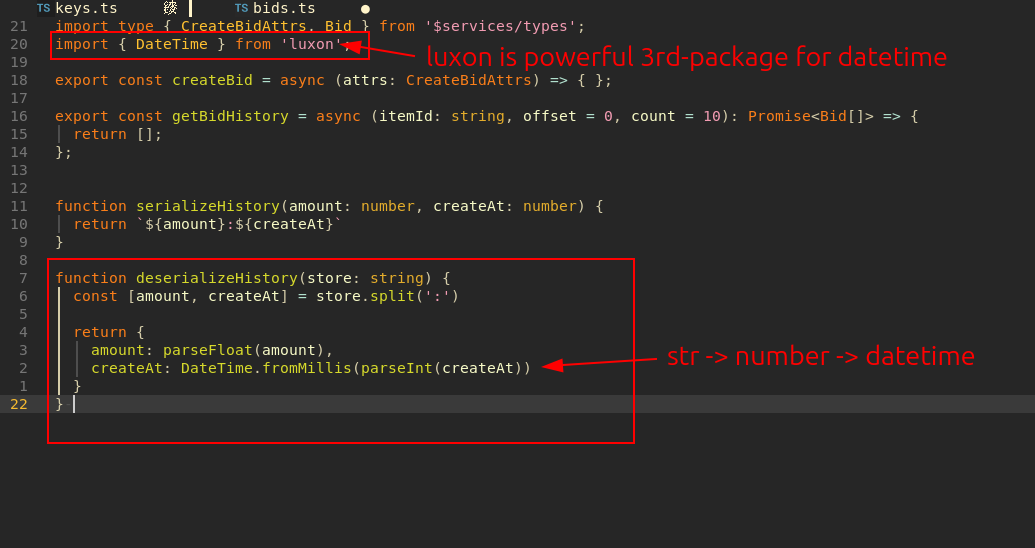 TS keys.ts TS bids.ts
21 import type { CreateBidAttrs, Bid } from '$services/types';
20 import { DateTime } from 'luxon';
luxon is powerful 3rd-package for datetime
19
18 export const createBid = async (attrs: CreateBidAttrs) => { };
17
16 export const getBidHistory = async (itemId: string, offset = 0, count = 10): Promise<Bid[]> => {
15 return [];
14 };
13
12
11 function serializeHistory(amount: number, createAt: number) {
10 return `${amount}:${createAt}`
9 }
8
7 function deserializeHistory(store: string) {
6 const [amount, createAt] = store.split(':')
5
4 return {
3 amount: parseFloat(amount),
2 createAt: DateTime.fromMillis(parseInt(createAt))
str -> number -> datetime
1 }
22 }